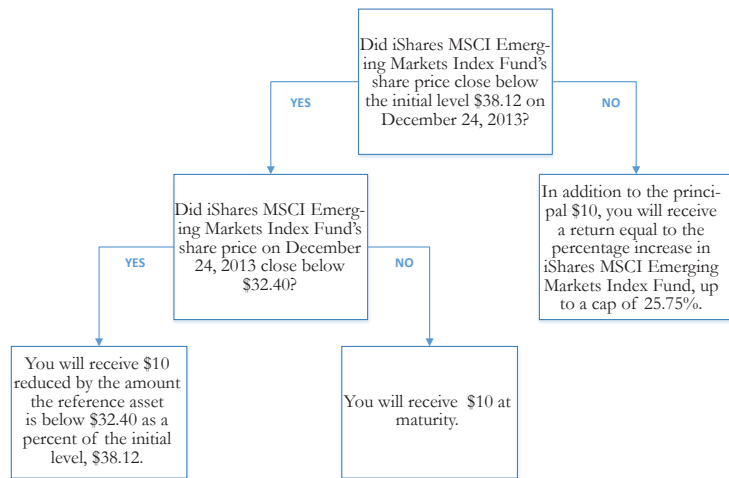 Did iShares MSCI Emerg-
ing Markets Index Fund's
share price close below
the initial level $38.12 on
December 24, 2013?
YES
NO
Did iShares MSCI Emerg-
ing Markets Index Fund's
share price on December
24, 2013 close below
$32.40?
In addition to the princi-
pal $10, you will receive
a return equal to the
percentage increase in
iShares MSCI Emerging
Markets Index Fund, up
to a cap of 25.75%.
YES
NO
You will receive $10
reduced by the amount
the reference asset
is below $32.40 as a
percent of the initial
level, $38.12.
You will receive $10 at
maturity.